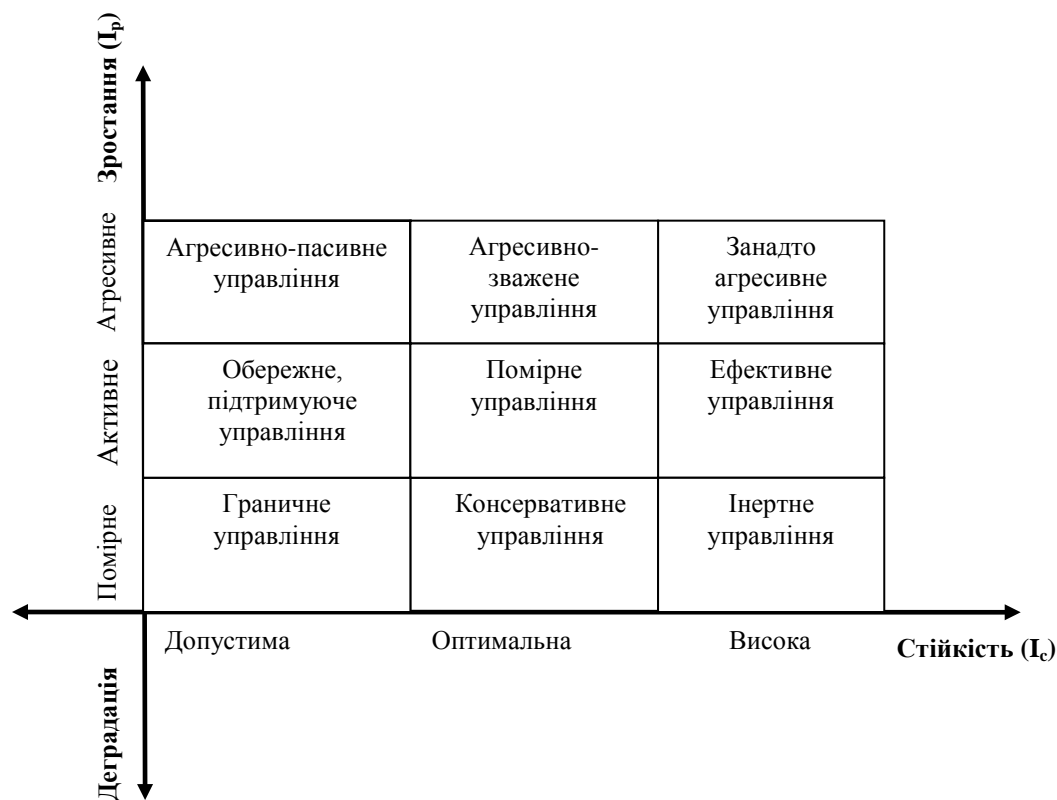 Зростання (Iр)
Агресивне
Агресивно-пасивне
управління
Агресивно-
зважене
управління
Занадто
агресивне
управління
Активне
Обережне,
підтримуюче
управління
Помірне
управління
Ефективне
управління
Помірне
Граничне
управління
Консервативне
управління
Інертне
управління
Допустима
Оптимальна
Висока
Стійкість (Iс)
Деградація